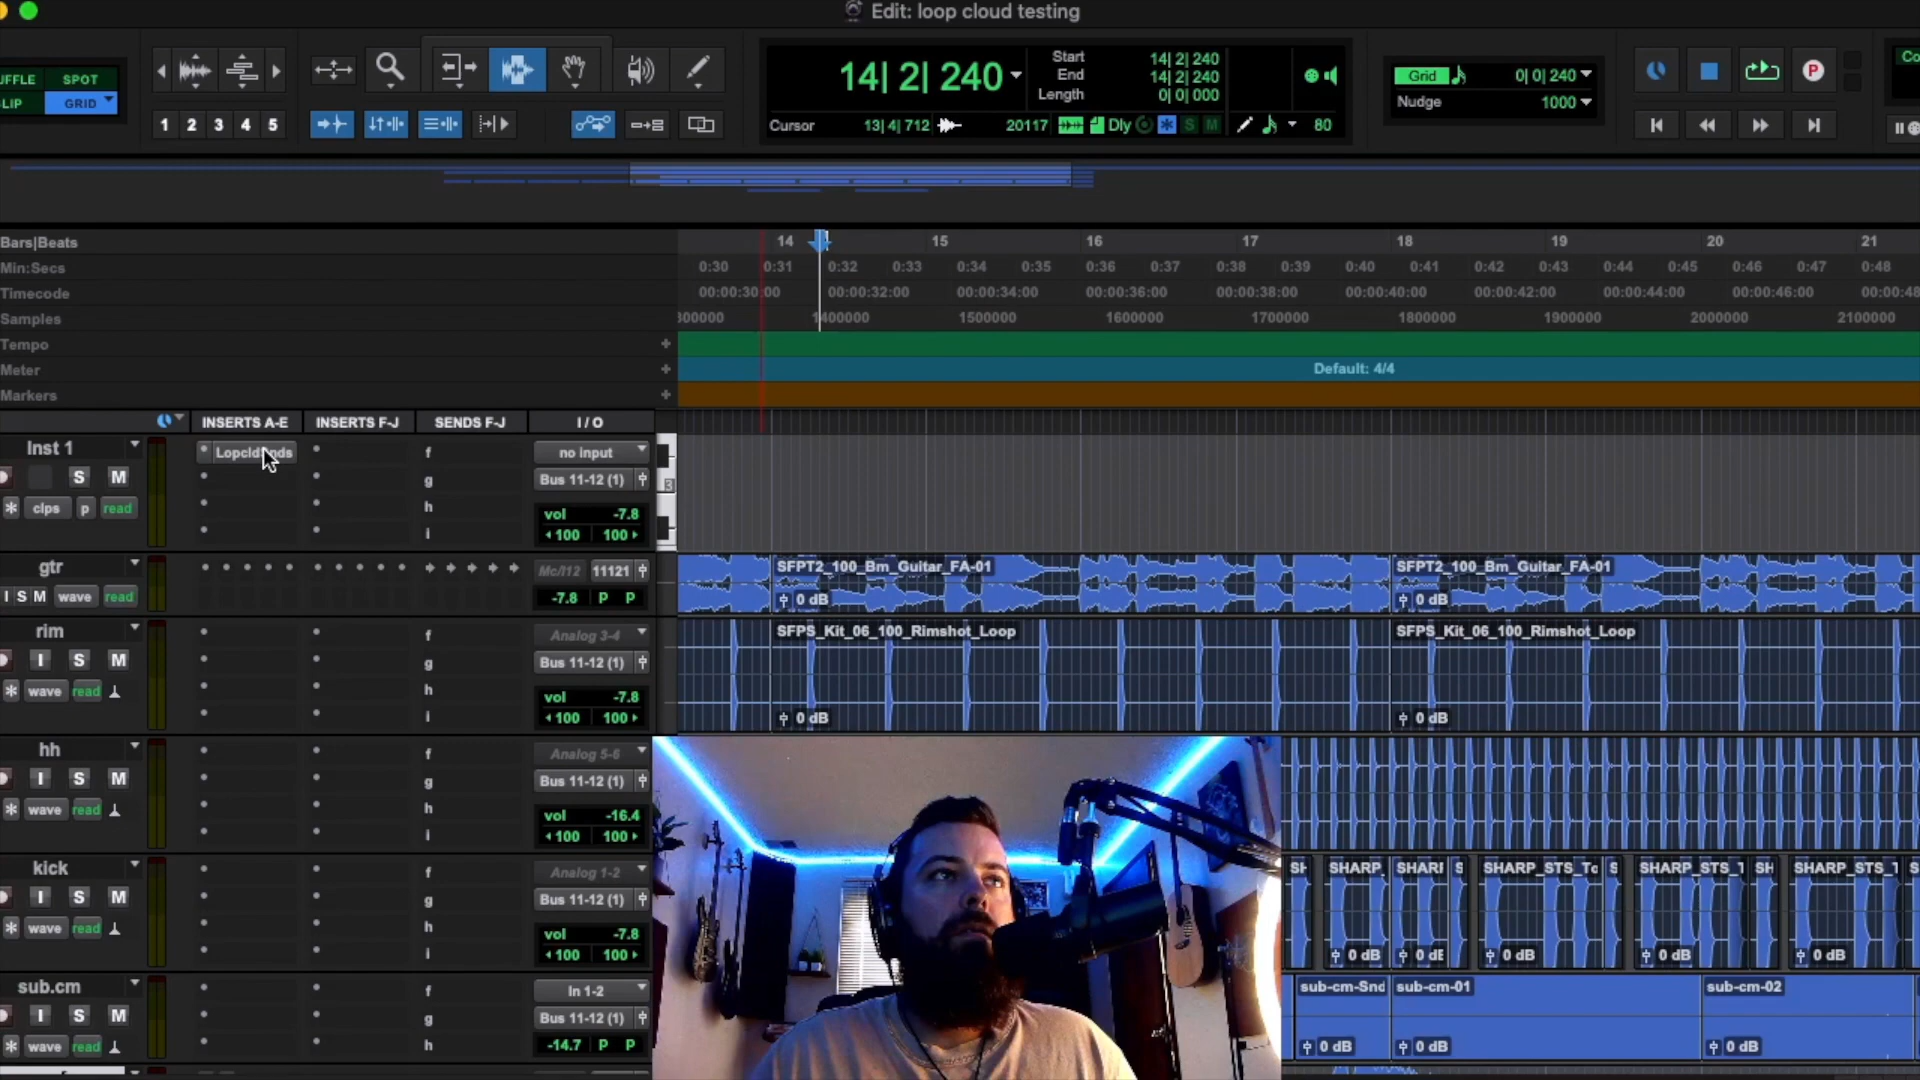 Edit: loop cloud testing
UFFLE SPOT
LIP GRID
1 2 3 4 5
14| 2| 240
Start 14| 2| 240
End 14| 2| 240
Length 0| 0| 000
Cursor 13| 4| 712 20117 Dly S M 80
Grid 0| 0| 240
Nudge 1000
P
Co
Bars|Beats 14 15 16 17 18 19 20 21
Min:Secs 0:30 0:31 0:32 0:33 0:34 0:35 0:36 0:37 0:38 0:39 0:40 0:41 0:42 0:43 0:44 0:45 0:46 0:47 0:48
Timecode 00:00:30:00 00:00:32:00 00:00:34:00 00:00:36:00 00:00:38:00 00:00:40:00 00:00:42:00 00:00:44:00 00:00:46:00 00:00:48
Samples 300000 1400000 1500000 1600000 1700000 1800000 1900000 2000000 2100000
Tempo +
Meter + Default: 4/4
Markers +
INSERTS A-E INSERTS F-J SENDS F-J I / O
Inst 1 f no input
S M g Bus 11-12 (1) 3
clps p read h vol -7.8
i 100 100
gtr 11121 SFPT2_100_Bm_Guitar_FA-01 SFPT2_100_Bm_Guitar_FA-01
I S M wave read -7.8 P P 0 dB 0 dB
rim f Analog 3-4 SFPS_Kit_06_100_Rimshot_Loop SFPS_Kit_06_100_Rimshot_Loop
I S M g Bus 11-12 (1)
wave read h vol -7.8
i 100 100 0 dB 0 dB
hh f Analog 5-6
I S M g Bus 11-12 (1)
wave read h vol -16.4
i 100 100
kick f Analog 1-2 SH SHARP_ SHARI S SHARP_STS_Tc S SHARP_STS_T SH SHARP_STS_T S
I S M g Bus 11-12 (1)
wave read h vol -7.8
i 100 100 0 dB 0 dE 0 dB 0 dB 0 dB
sub.cm f In 1-2 sub-cm-Snd sub-cm-01 sub-cm-02
I S M g Bus 11-12 (1)
wave read h -14.7 P P 0 dB 0 dB 0 dB